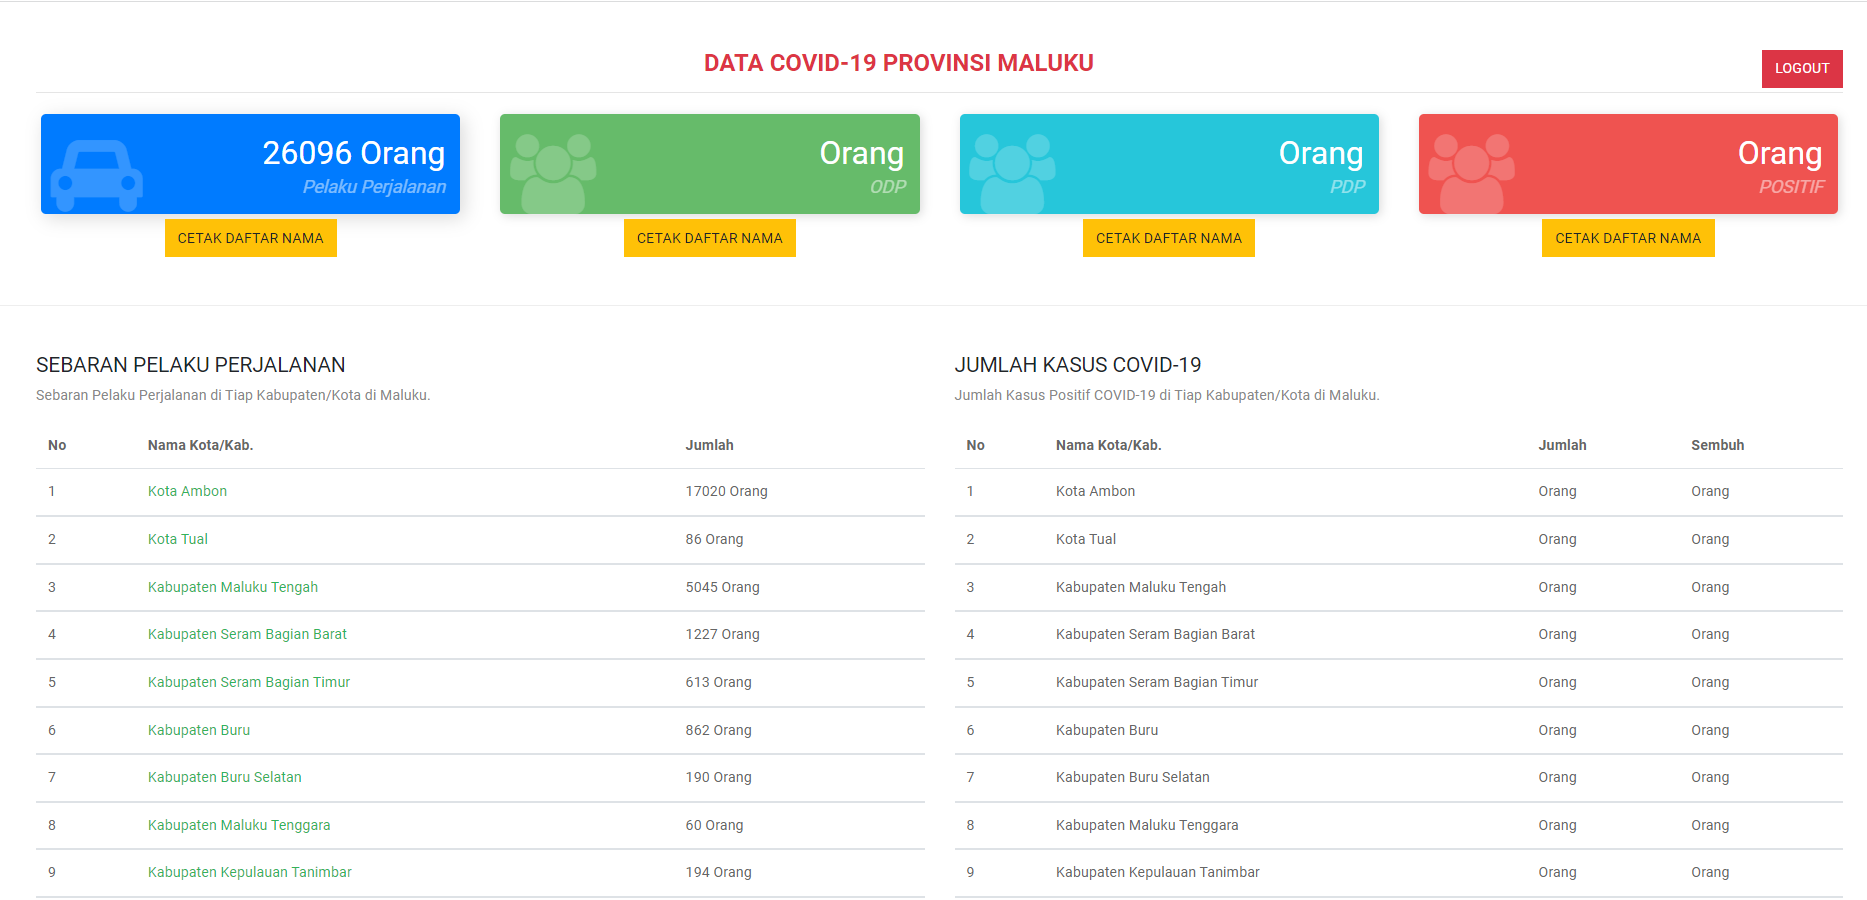 DATA COVID-19 PROVINSI MALUKU
LOGOUT
26096 Orang
Pelaku Perjalanan
CETAK DAFTAR NAMA
Orang
ODP
CETAK DAFTAR NAMA
Orang
PDP
CETAK DAFTAR NAMA
Orang
POSITIF
CETAK DAFTAR NAMA
SEBARAN PELAKU PERJALANAN
Sebaran Pelaku Perjalanan di Tiap Kabupaten/Kota di Maluku.
No Nama Kota/Kab. Jumlah
1 Kota Ambon 17020 Orang
2 Kota Tual 86 Orang
3 Kabupaten Maluku Tengah 5045 Orang
4 Kabupaten Seram Bagian Barat 1227 Orang
5 Kabupaten Seram Bagian Timur 613 Orang
6 Kabupaten Buru 862 Orang
7 Kabupaten Buru Selatan 190 Orang
8 Kabupaten Maluku Tenggara 60 Orang
9 Kabupaten Kepulauan Tanimbar 194 Orang
JUMLAH KASUS COVID-19
Jumlah Kasus Positif COVID-19 di Tiap Kabupaten/Kota di Maluku.
No Nama Kota/Kab. Jumlah Sembuh
1 Kota Ambon Orang Orang
2 Kota Tual Orang Orang
3 Kabupaten Maluku Tengah Orang Orang
4 Kabupaten Seram Bagian Barat Orang Orang
5 Kabupaten Seram Bagian Timur Orang Orang
6 Kabupaten Buru Orang Orang
7 Kabupaten Buru Selatan Orang Orang
8 Kabupaten Maluku Tenggara Orang Orang
9 Kabupaten Kepulauan Tanimbar Orang Orang